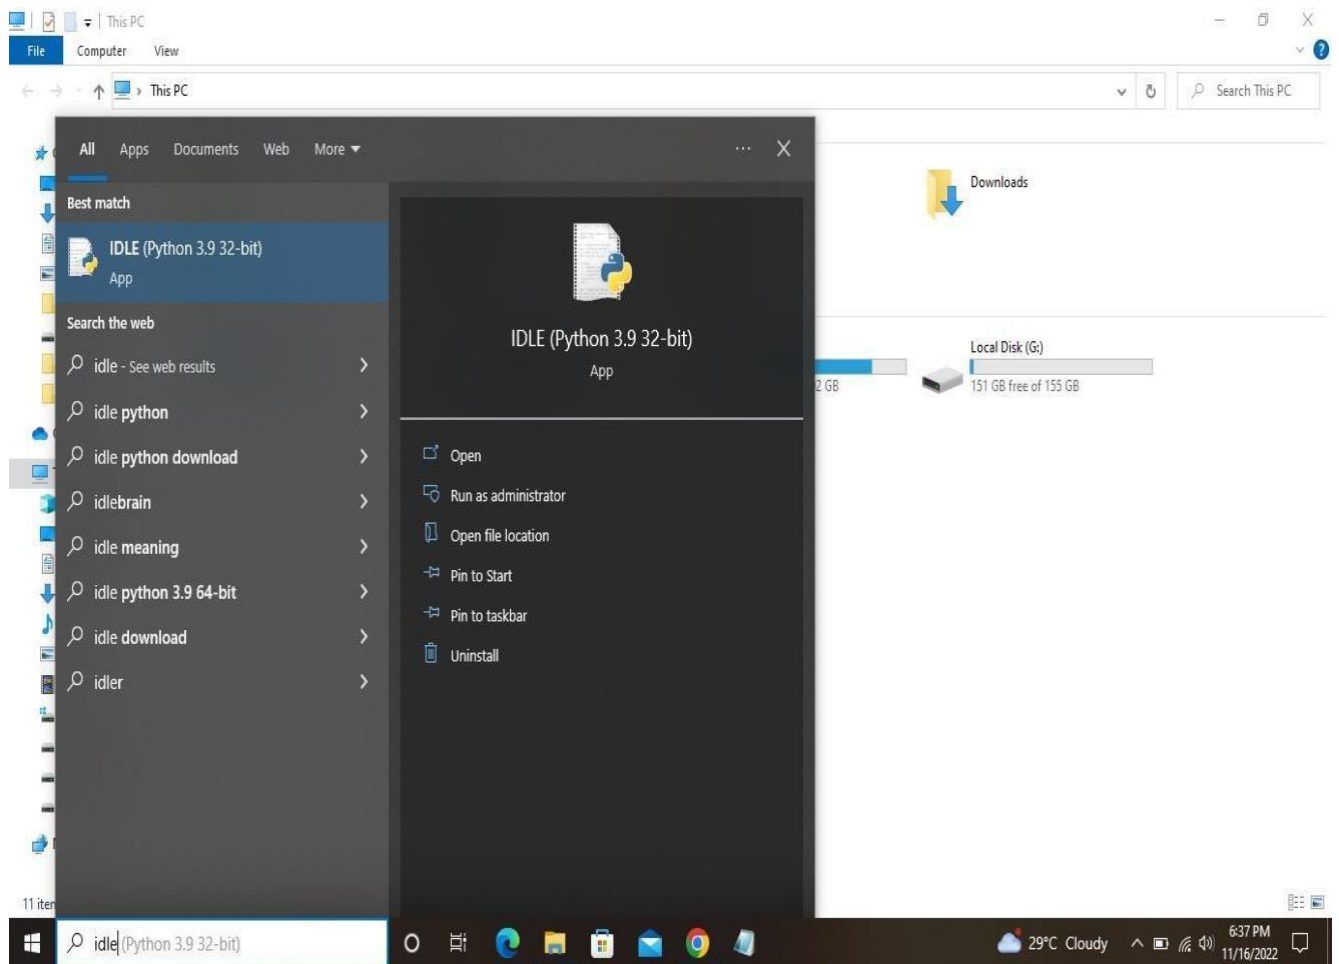 This PC
File Computer View
This PC
Search This PC
All Apps Documents Web More
Best match
IDLE (Python 3.9 32-bit)
App
Search the web
idle - See web results
idle python
idle python download
idlebrain
idle meaning
idle python 3.9 64-bit
idle download
idler
IDLE (Python 3.9 32-bit)
App
Open
Run as administrator
Open file location
Pin to Start
Pin to taskbar
Uninstall
Downloads
Local Disk (G:)
2 GB
151 GB free of 155 GB
11 iter
idle (Python 3.9 32-bit)
29°C Cloudy
6:37 PM
11/16/2022